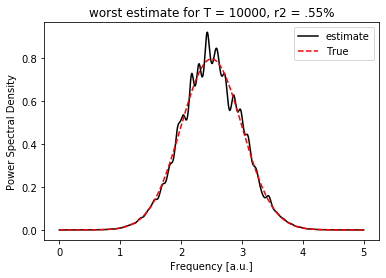 worst estimate for T = 10000, r2 = .55%
estimate
True
Power Spectral Density
0.8
0.6
0.4
0.2
0.0
0 1 2 3 4 5
Frequency [a.u.]